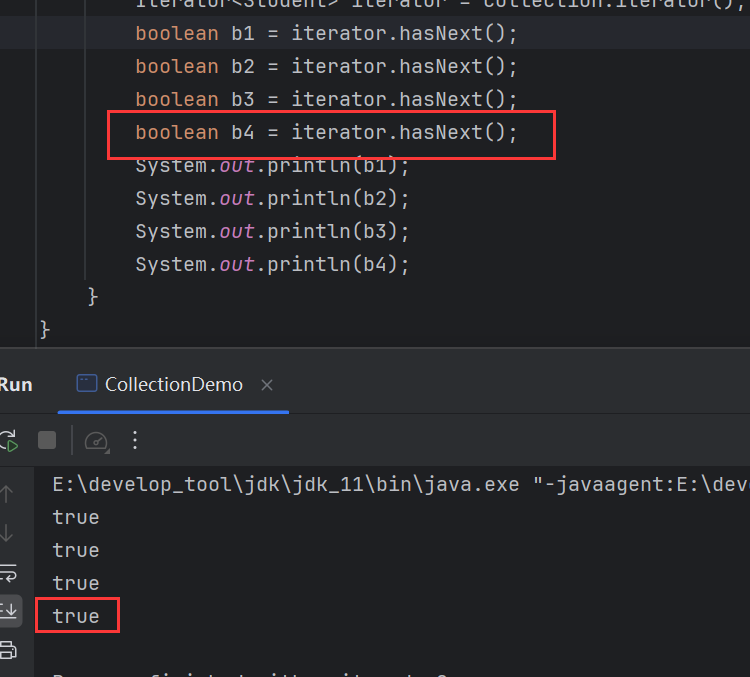 Iterator<Student> iterator = collection.iterator();
boolean b1 = iterator.hasNext();
boolean b2 = iterator.hasNext();
boolean b3 = iterator.hasNext();
boolean b4 = iterator.hasNext();
System.out.println(b1);
System.out.println(b2);
System.out.println(b3);
System.out.println(b4);
}
}
Run
CollectionDemo
E:\develop_tool\jdk\jdk_11\bin\java.exe "-javaagent:E:\deve
true
true
true
true